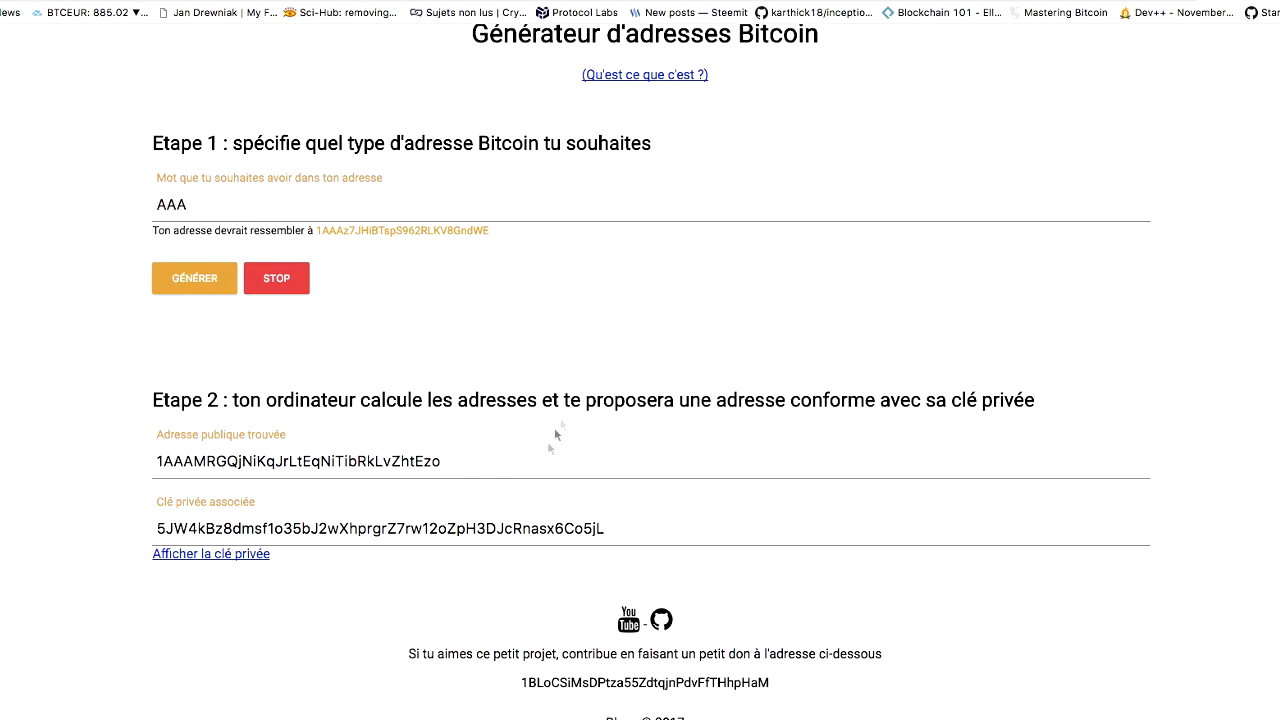 ews BTCEUR: 885.02 ▼... Jan Drewniak | My F... Sci-Hub: removing... Sujets non lus | Cry... Protocol Labs New posts — Steemit karthick18/inceptio... Blockchain 101 - Ell... Mastering Bitcoin Dev++ - November... Star
Générateur d'adresses Bitcoin
(Qu'est ce que c'est ?)
Etape 1 : spécifie quel type d'adresse Bitcoin tu souhaites
Mot que tu souhaites avoir dans ton adresse
AAA
Ton adresse devrait ressembler à 1AAAz7JHiBTspS962RLKV8GndWE
GÉNÉRER STOP
Etape 2 : ton ordinateur calcule les adresses et te proposera une adresse conforme avec sa clé privée
Adresse publique trouvée
1AAAMRGQjNiKqJrLtEqNiTibRkLvZhtEzo
Clé privée associée
5JW4kBz8dmsf1o35bJ2wXhprgrZ7rw12oZpH3DJcRnasx6Co5jL
Afficher la clé privée
You Tube -
Si tu aimes ce petit projet, contribue en faisant un petit don à l'adresse ci-dessous
1BLoCSiMsDPtza55ZdtqjnPdvFfTHhpHaM